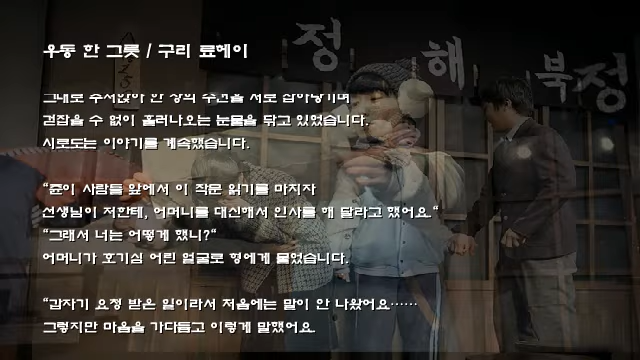 우동 한 그릇 / 구리 료헤이
정 해
북정
그대로 주저앉아 한 장의 수건을 서로 잡아당기며
걷잡을 수 없이 흘러나오는 눈물을 닦고 있었습니다.
시로도는 이야기를 계속했습니다.
“쥰이 사람들 앞에서 이 작문 읽기를 마치자
선생님이 저한테, 어머니를 대신해서 인사를 해 달라고 했어요.“
“그래서 너는 어떻게 했니?“
어머니가 호기심 어린 얼굴로 형에게 물었습니다.
“갑자기 요청 받은 일이라서 처음에는 말이 안 나왔어요……
그렇지만 마음을 가다듬고 이렇게 말했어요.